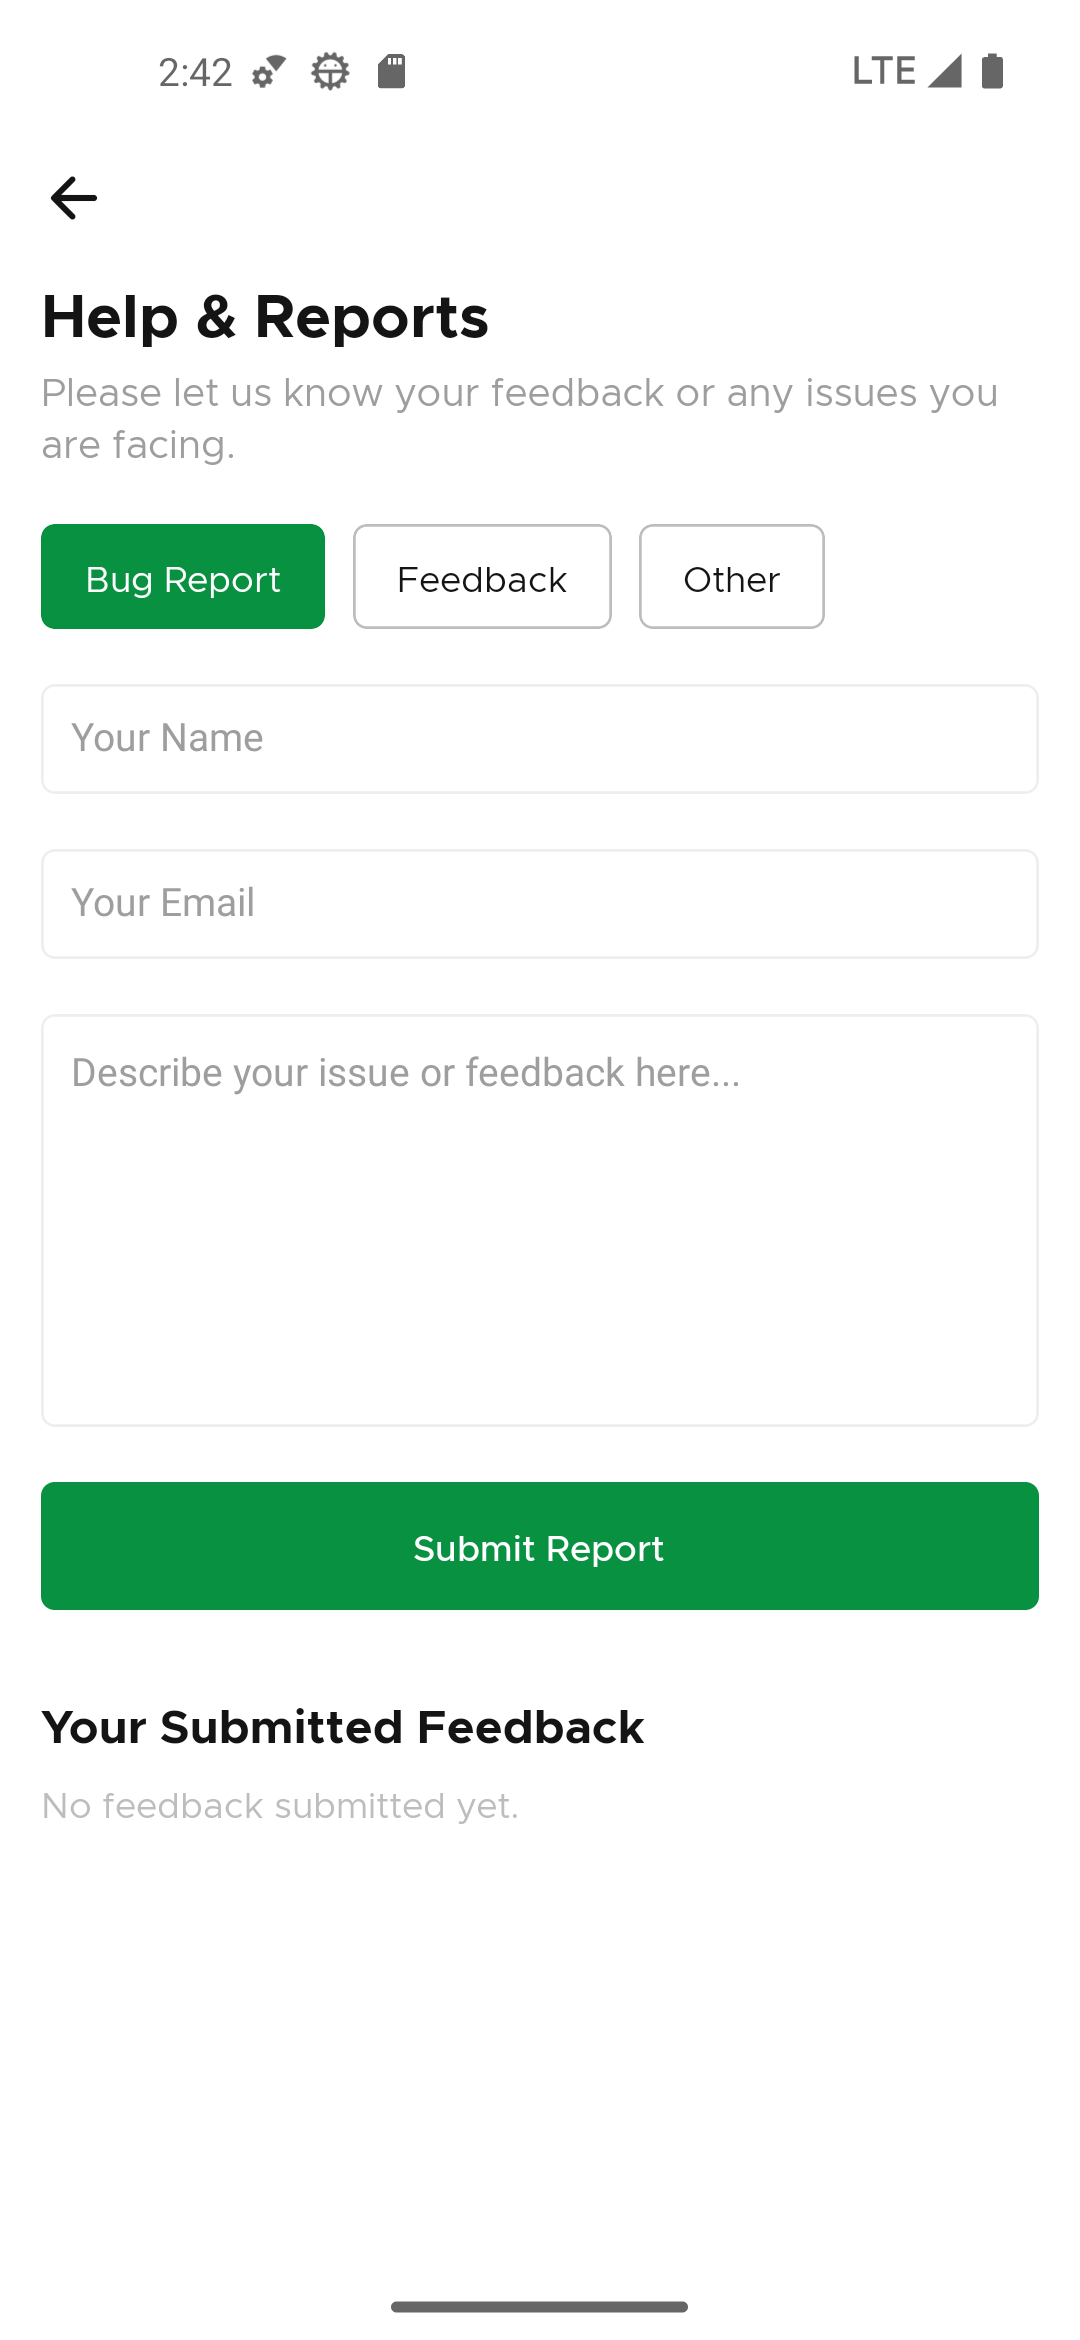 2:42
LTE
Help & Reports
Please let us know your feedback or any issues you
are facing.
Bug Report
Feedback
Other
Your Name
Your Email
Describe your issue or feedback here...
Submit Report
Your Submitted Feedback
No feedback submitted yet.